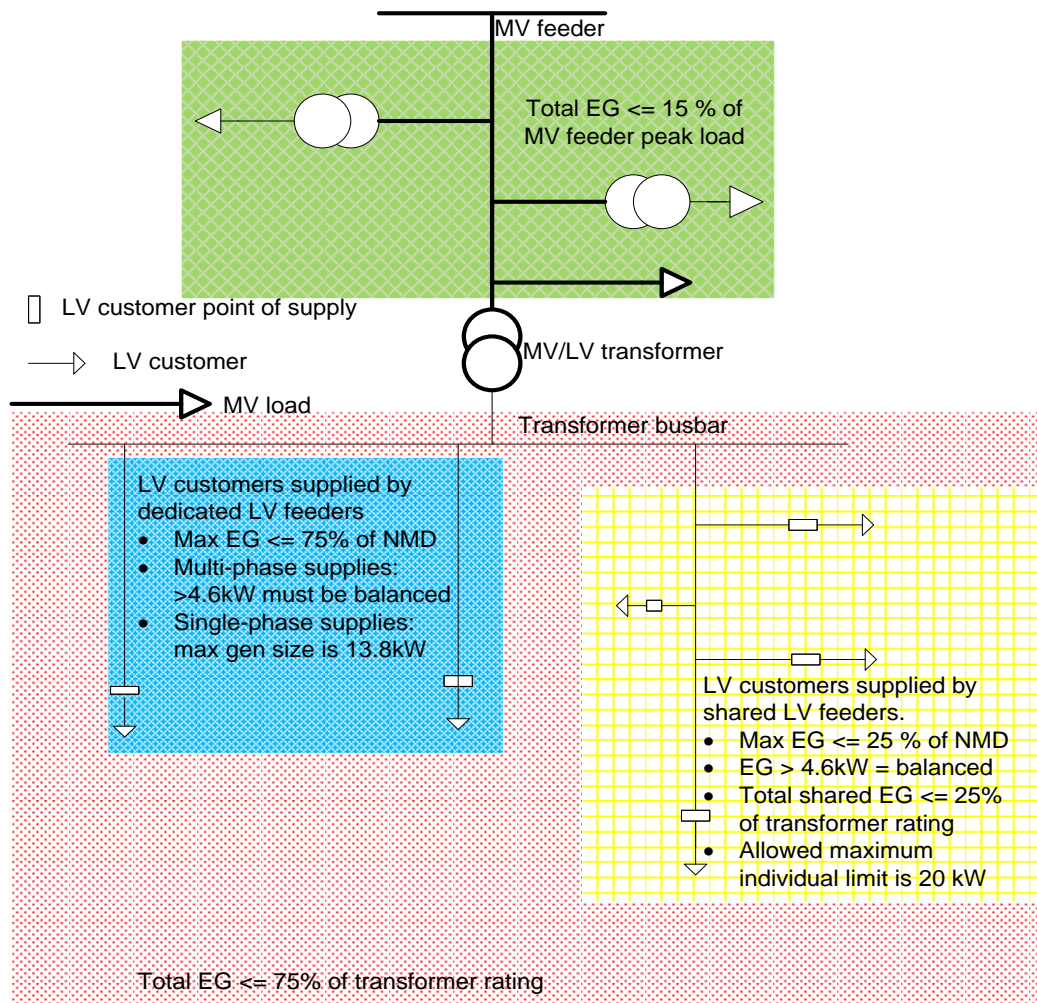 MV feeder
Total EG <= 15 % of
MV feeder peak load
LV customer point of supply
MV/LV transformer
LV customer
MV load
Transformer busbar
LV customers supplied by
dedicated LV feeders
• Max EG <= 75% of NMD
• Multi-phase supplies:
>4.6kW must be balanced
• Single-phase supplies:
max gen size is 13.8kW
LV customers supplied by
shared LV feeders.
• Max EG <= 25 % of NMD
• EG > 4.6kW = balanced
• Total shared EG <= 25%
of transformer rating
• Allowed maximum
individual limit is 20 kW
Total EG <= 75% of transformer rating